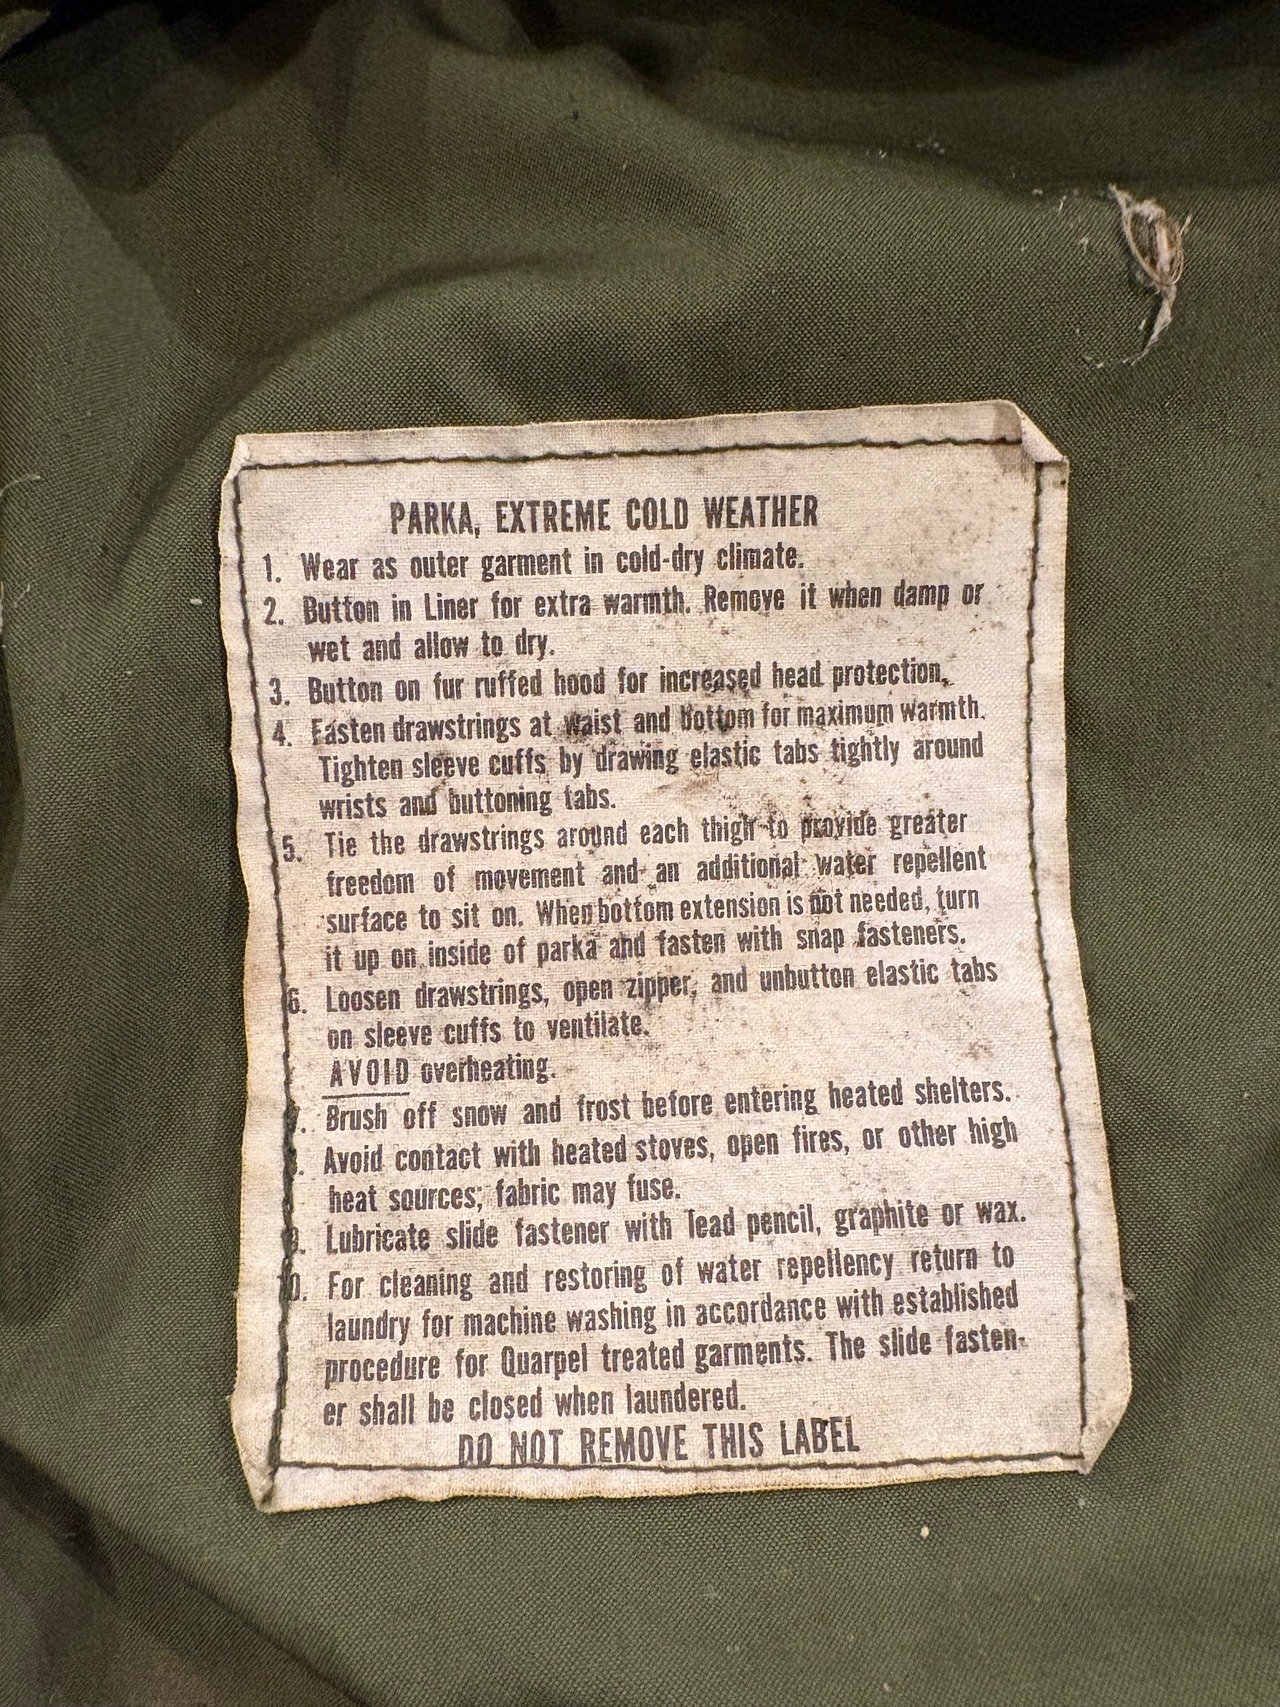 PARKA, EXTREME COLD WEATHER
1. Wear as outer garment in cold-dry climate.
2. Button in Liner for extra warmth. Remove it when damp or
wet and allow to dry.
3. Button on fur ruffed hood for increased head protection.
4. Fasten drawstrings at waist and bottom for maximum warmth.
Tighten sleeve cuffs by drawing elastic tabs tightly around
wrists and buttoning tabs.
5. Tie the drawstrings around each thigh to provide greater
freedom of movement and an additional water repellent
surface to sit on. When bottom extension is not needed, turn
it up on inside of parka and fasten with snap fasteners.
6. Loosen drawstrings, open zipper, and unbutton elastic tabs
on sleeve cuffs to ventilate.
AVOID overheating.
7. Brush off snow and frost before entering heated shelters.
8. Avoid contact with heated stoves, open fires, or other high
heat sources; fabric may fuse.
9. Lubricate slide fastener with lead pencil, graphite or wax.
10. For cleaning and restoring of water repellency return to
laundry for machine washing in accordance with established
procedure for Quarpel treated garments. The slide fasten-
er shall be closed when laundered.
DO NOT REMOVE THIS LABEL